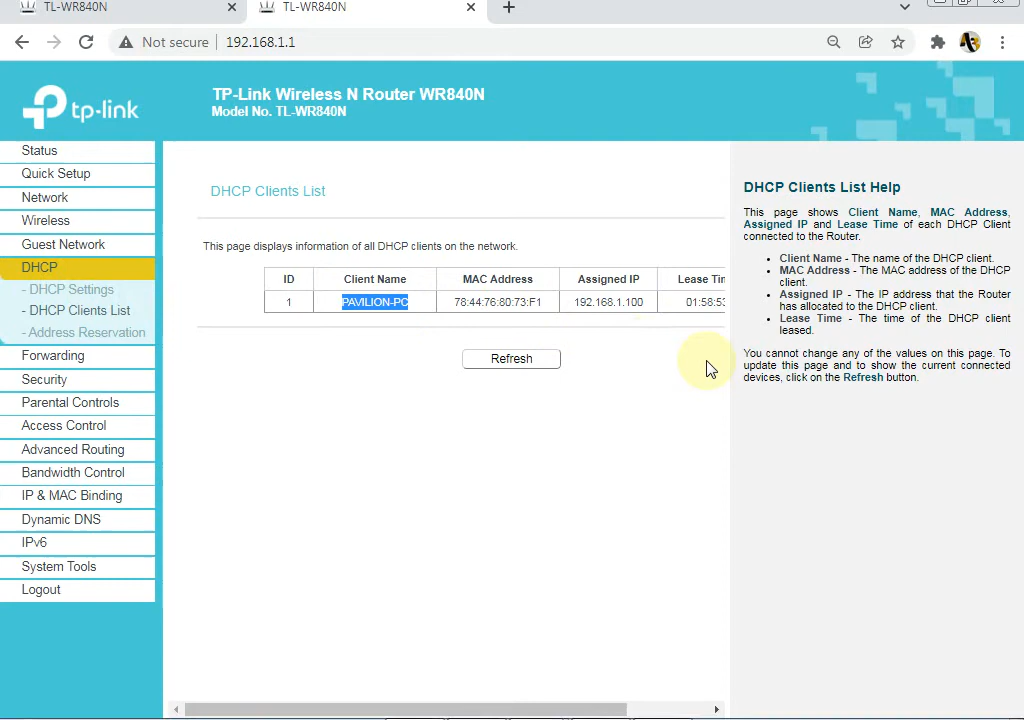 TL-WR840N
TL-WR840N
Not secure
192.168.1.1
tp-link
TP-Link Wireless N Router WR840N
Model No. TL-WR840N
Status
Quick Setup
Network
Wireless
Guest Network
DHCP
- DHCP Settings
- DHCP Clients List
- Address Reservation
Forwarding
Security
Parental Controls
Access Control
Advanced Routing
Bandwidth Control
IP & MAC Binding
Dynamic DNS
IPv6
System Tools
Logout
DHCP Clients List
This page displays information of all DHCP clients on the network.
ID Client Name MAC Address Assigned IP Lease
1 PAVILION-PC 78:44:76:80:73:F1 192.168.1.100 01:58:53
Refresh
DHCP Clients List Help
This page shows Client Name, MAC Address,
Assigned IP and Lease Time of each DHCP Client
connected to the Router.
• Client Name - The name of the DHCP client.
• MAC Address - The MAC address of the DHCP
client.
• Assigned IP - The IP address that the Router
has allocated to the DHCP client.
• Lease Time - The time of the DHCP client
leased.
You cannot change any of the values on this page. To
update this page and to show the current connected
devices, click on the Refresh button.